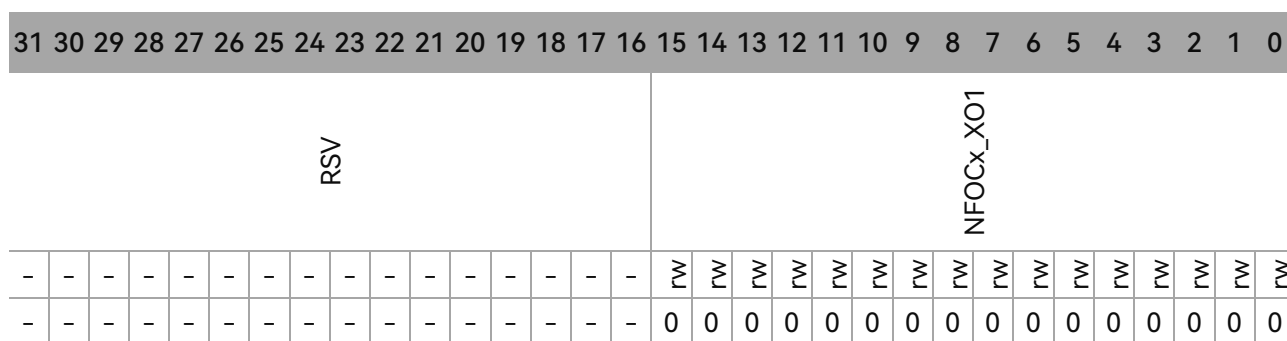 31 30 29 28 27 26 25 24 23 22 21 20 19 18 17 16 15 14 13 12 11 10 9 8 7 6 5 4 3 2 1 0
RSV NFOCx_XO1
- - - - - - - - - - - - - - - - rw rw rw rw rw rw rw rw rw rw rw rw rw rw rw rw
- - - - - - - - - - - - - - - - 0 0 0 0 0 0 0 0 0 0 0 0 0 0 0 0